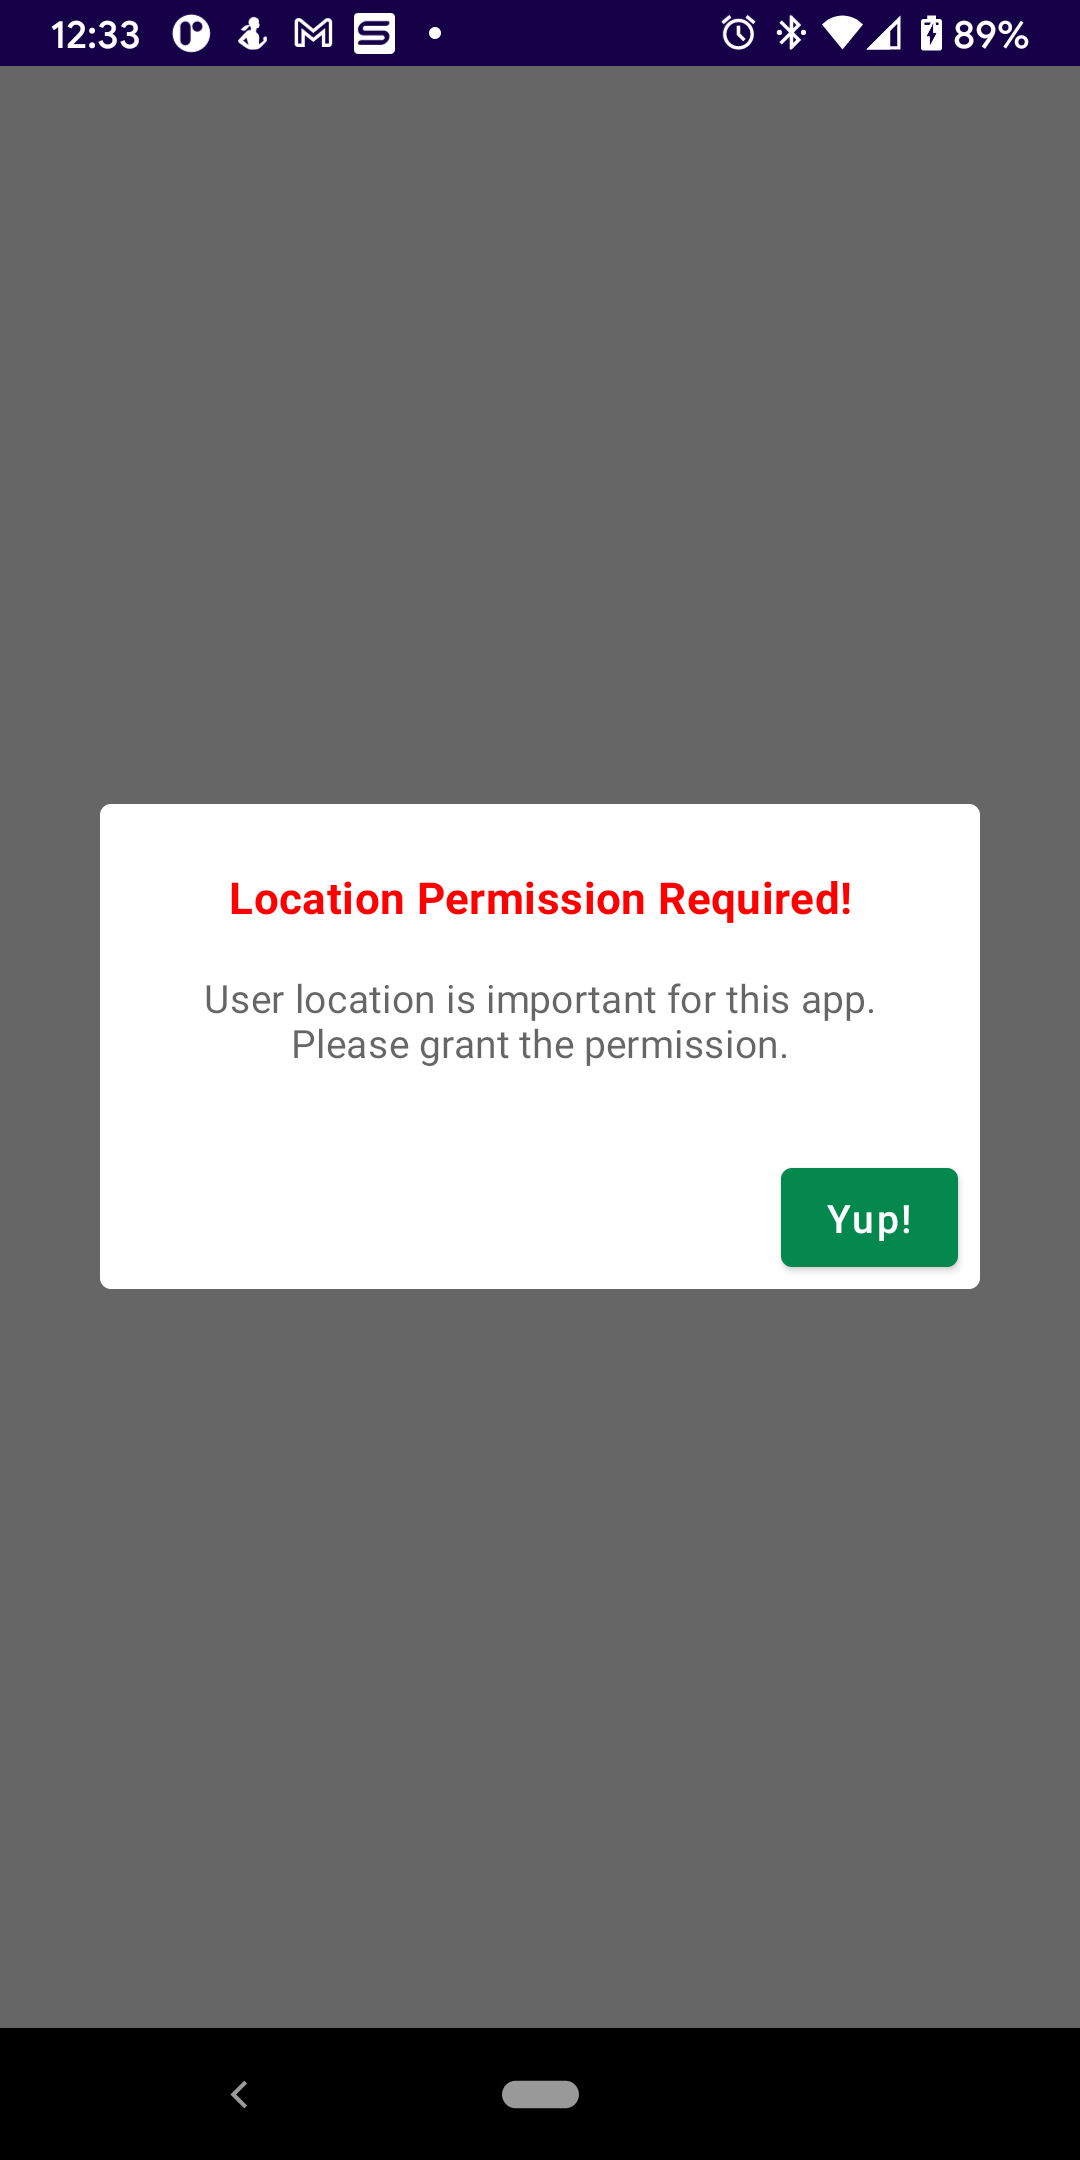 12:33 89%
Location Permission Required!
User location is important for this app.
Please grant the permission.
Yup!